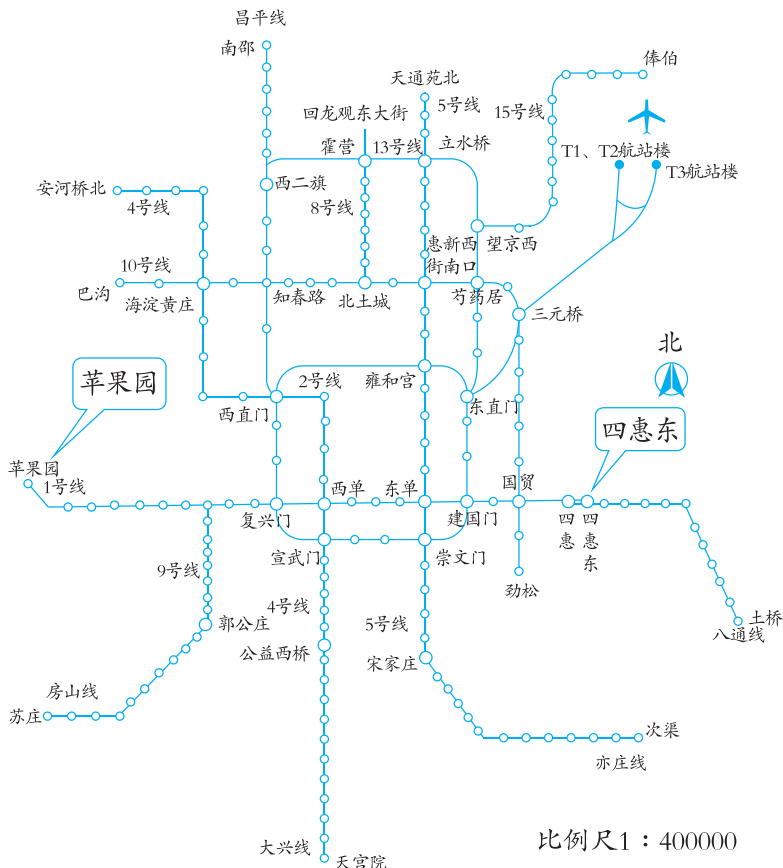 昌平线
南邵
天通苑北
俸伯
回龙观东大街
5号线
15号线
霍营
13号线
立水桥
T1、T2航站楼
T3航站楼
安河桥北
4号线
西二旗
8号线
惠新西
街南口
望京西
10号线
巴沟
海淀黄庄
知春路
北土城
芍药居
三元桥
北
苹果园
2号线
雍和宫
西直门
东直门
四惠东
苹果园
1号线
西单
东单
国贸
复兴门
建国门
四惠
四惠东
宣武门
崇文门
9号线
劲松
4号线
5号线
郭公庄
土桥
八通线
公益西桥
宋家庄
房山线
苏庄
次渠
亦庄线
大兴线
天宫院
比例尺1：400000